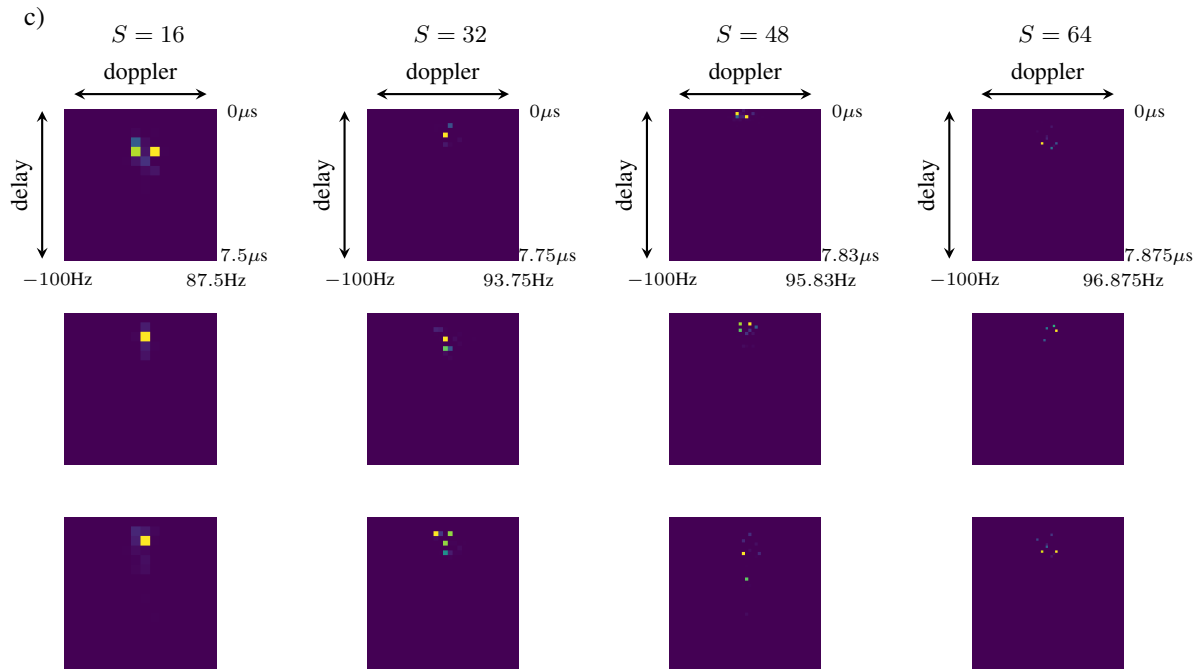 c)
S = 16 S = 32 S = 48 S = 64
doppler doppler doppler doppler
0μs 0μs 0μs 0μs
delay delay delay delay
7.5μs 7.75μs 7.83μs 7.875μs
−100Hz 87.5Hz −100Hz 93.75Hz −100Hz 95.83Hz −100Hz 96.875Hz